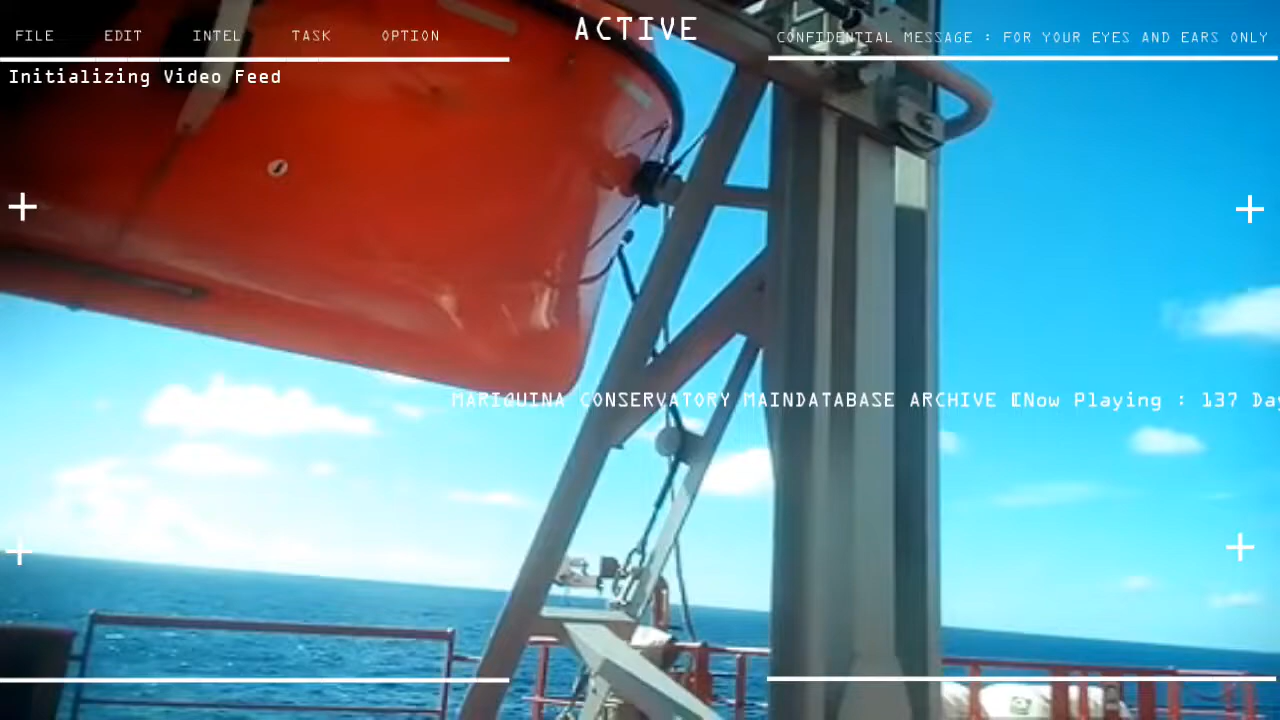 FILE EDIT INTEL TASK OPTION
ACTIVE
CONFIDENTIAL MESSAGE : FOR YOUR EYES AND EARS ONLY
Initializing Video Feed
MARIQUINA CONSERVATORY MAINDATABASE ARCHIVE
Now Playing : 137 Day